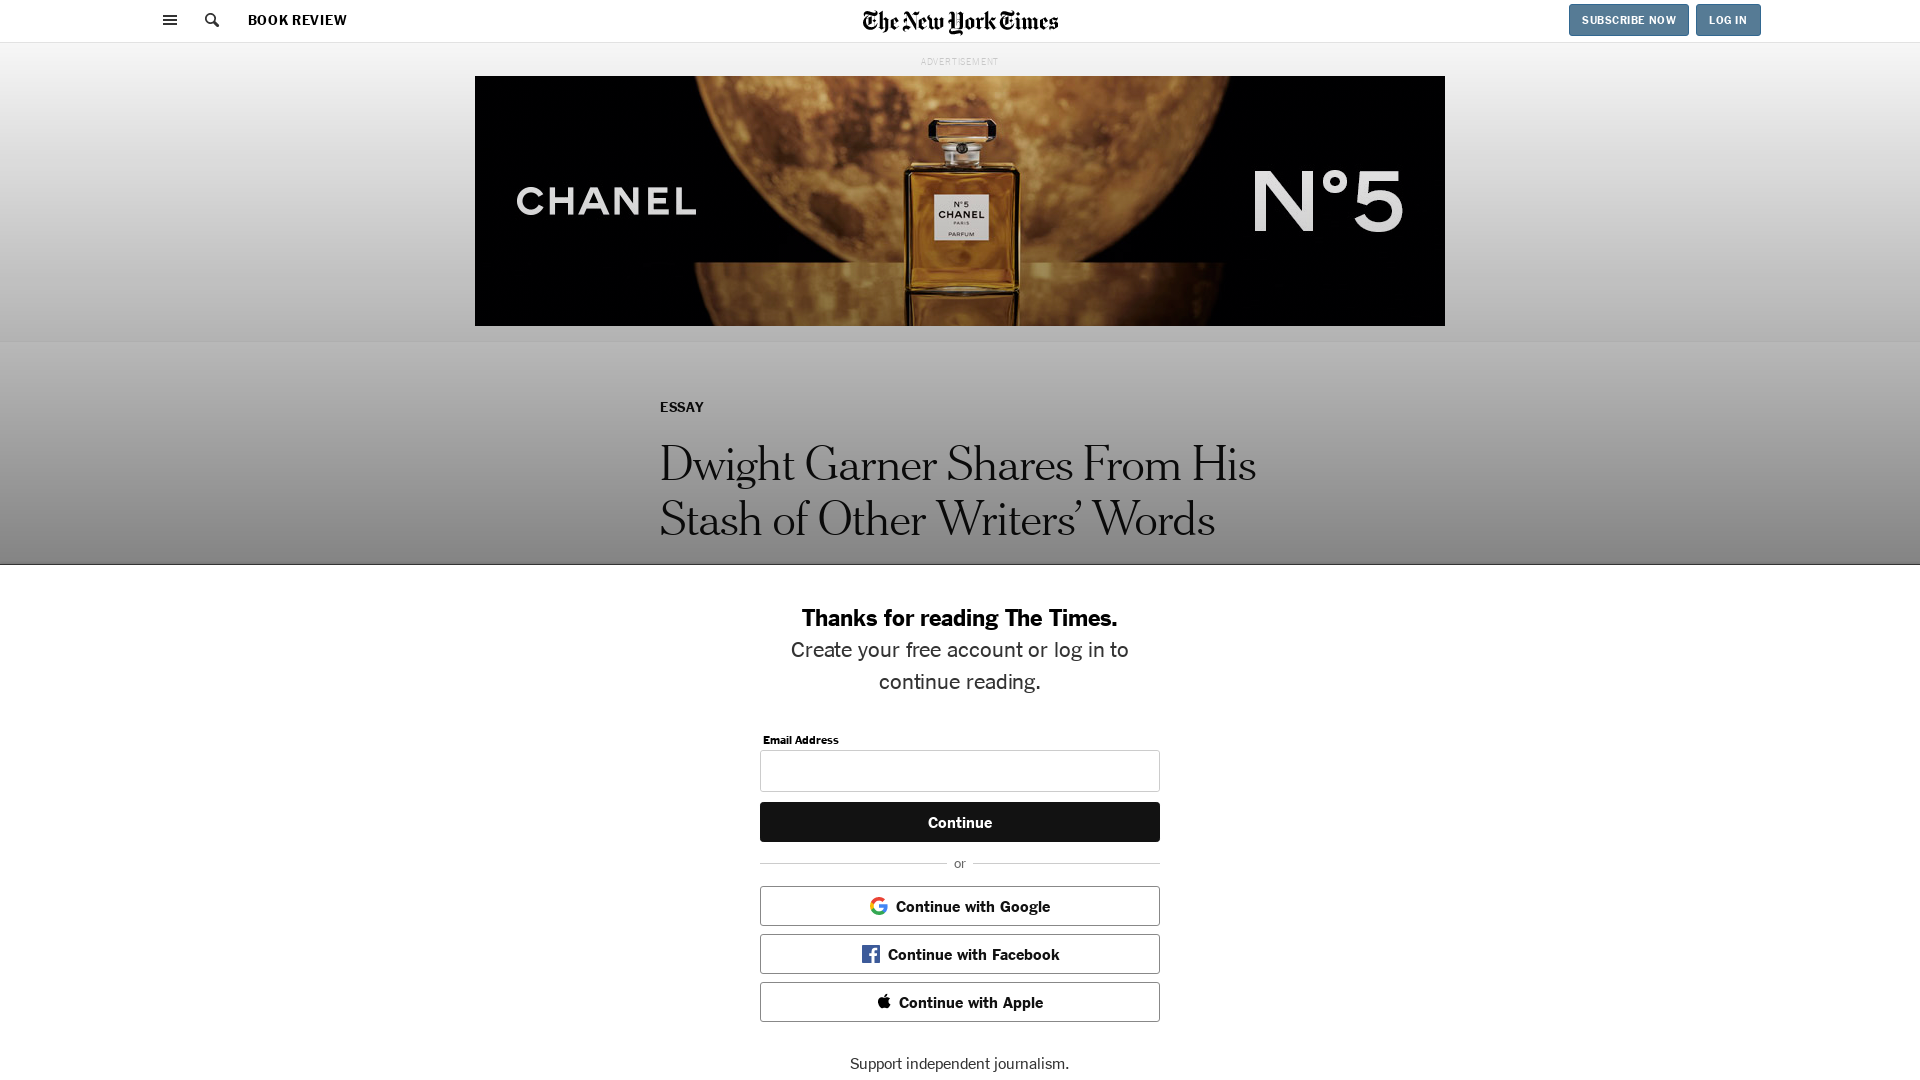 BOOK REVIEW
The New York Times
SUBSCRIBE NOW
LOG IN
ADVERTISEMENT
CHANEL
N°5
CHANEL
PARIS
PARFUM
N°5
ESSAY
Dwight Garner Shares From His
Stash of Other Writers’ Words
Thanks for reading The Times.
Create your free account or log in to
continue reading.
Email Address
Continue
or
Continue with Google
Continue with Facebook
Continue with Apple
Support independent journalism.